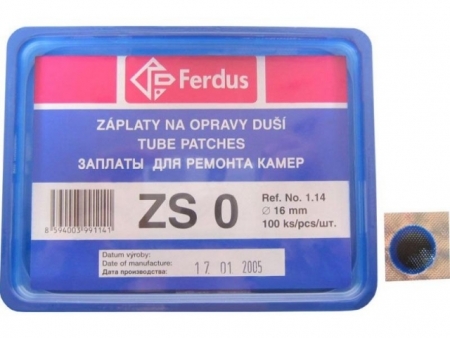 Ferdus
ZÁPLATY NA OPRAVY DUŠÍ
TUBE PATCHES
ЗАПЛАТЫ ДЛЯ РЕМОНТА КАМЕР
ZS 0
Ref. No. 1.14
∅ 16 mm
100 ks/pcs/шт.
8 594003 991141
Datum výroby:
Date of manufacture:
Дата производства:
17 01 2005